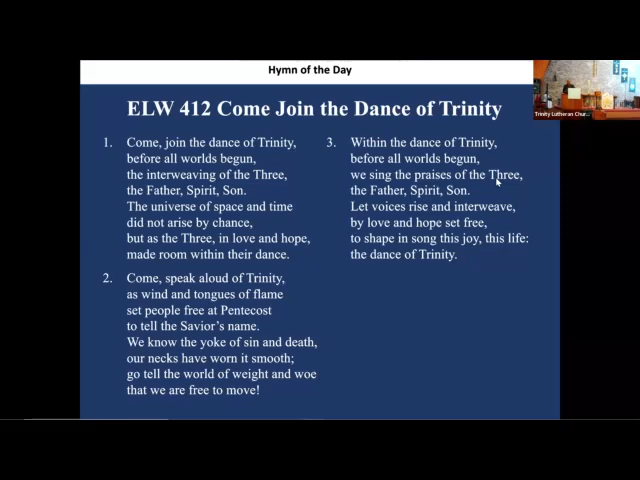 Hymn of the Day
ELW 412 Come Join the Dance of Trinity
1. Come, join the dance of Trinity,
before all worlds begun,
the interweaving of the Three,
the Father, Spirit, Son.
The universe of space and time
did not arise by chance,
but as the Three, in love and hope,
made room within their dance.
2. Come, speak aloud of Trinity,
as wind and tongues of flame
set people free at Pentecost
to tell the Savior’s name.
We know the yoke of sin and death,
our necks have worn it smooth;
go tell the world of weight and woe
that we are free to move!
3. Within the dance of Trinity,
before all worlds begun,
we sing the praises of the Three,
the Father, Spirit, Son.
Let voices rise and interweave,
by love and hope set free,
to shape in song this joy, this life:
the dance of Trinity.
Trinity Lutheran Chur...